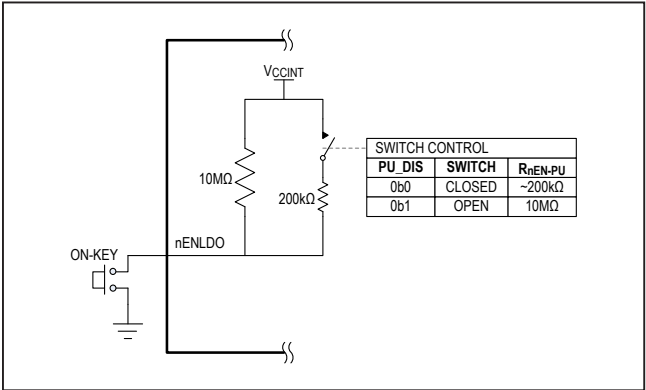 VCCINT
SWITCH CONTROL
PU_DIS SWITCH RnEN-PU
0b0 CLOSED ~200kΩ
0b1 OPEN 10MΩ
10MΩ
200kΩ
nENLDO
ON-KEY